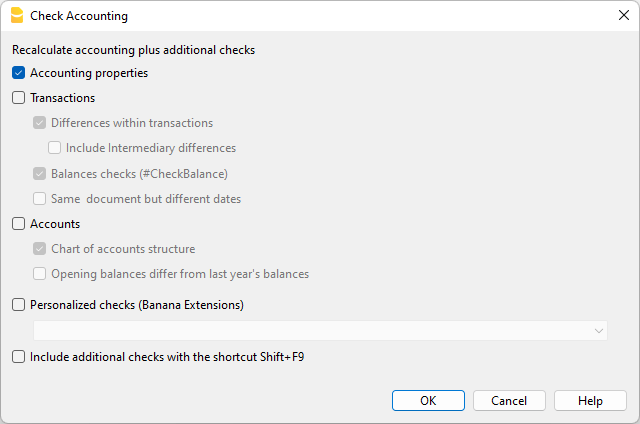 Check Accounting
Recalculate accounting plus additional checks
Accounting properties
Transactions
Differences within transactions
Include Intermediary differences
Balances checks (#CheckBalance)
Same  document but different dates
Accounts
Chart of accounts structure
Opening balances differ from last year's balances
Personalized checks (Banana Extensions)
Include additional checks with the shortcut Shift+F9
OK Cancel Help